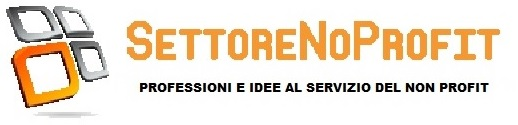 SETTORENOPROFIT
PROFESSIONI E IDEE AL SERVIZIO DEL NON PROFIT